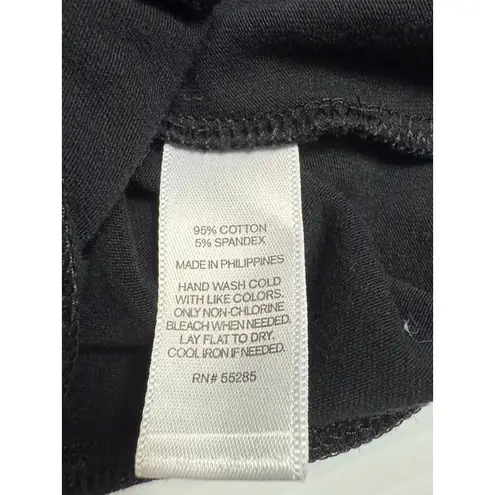 95% COTTON
5% SPANDEX
MADE IN PHILIPPINES
HAND WASH COLD
WITH LIKE COLORS.
ONLY NON-CHLORINE
BLEACH WHEN NEEDED.
LAY FLAT TO DRY.
COOL IRON IF NEEDED.
RN# 55285